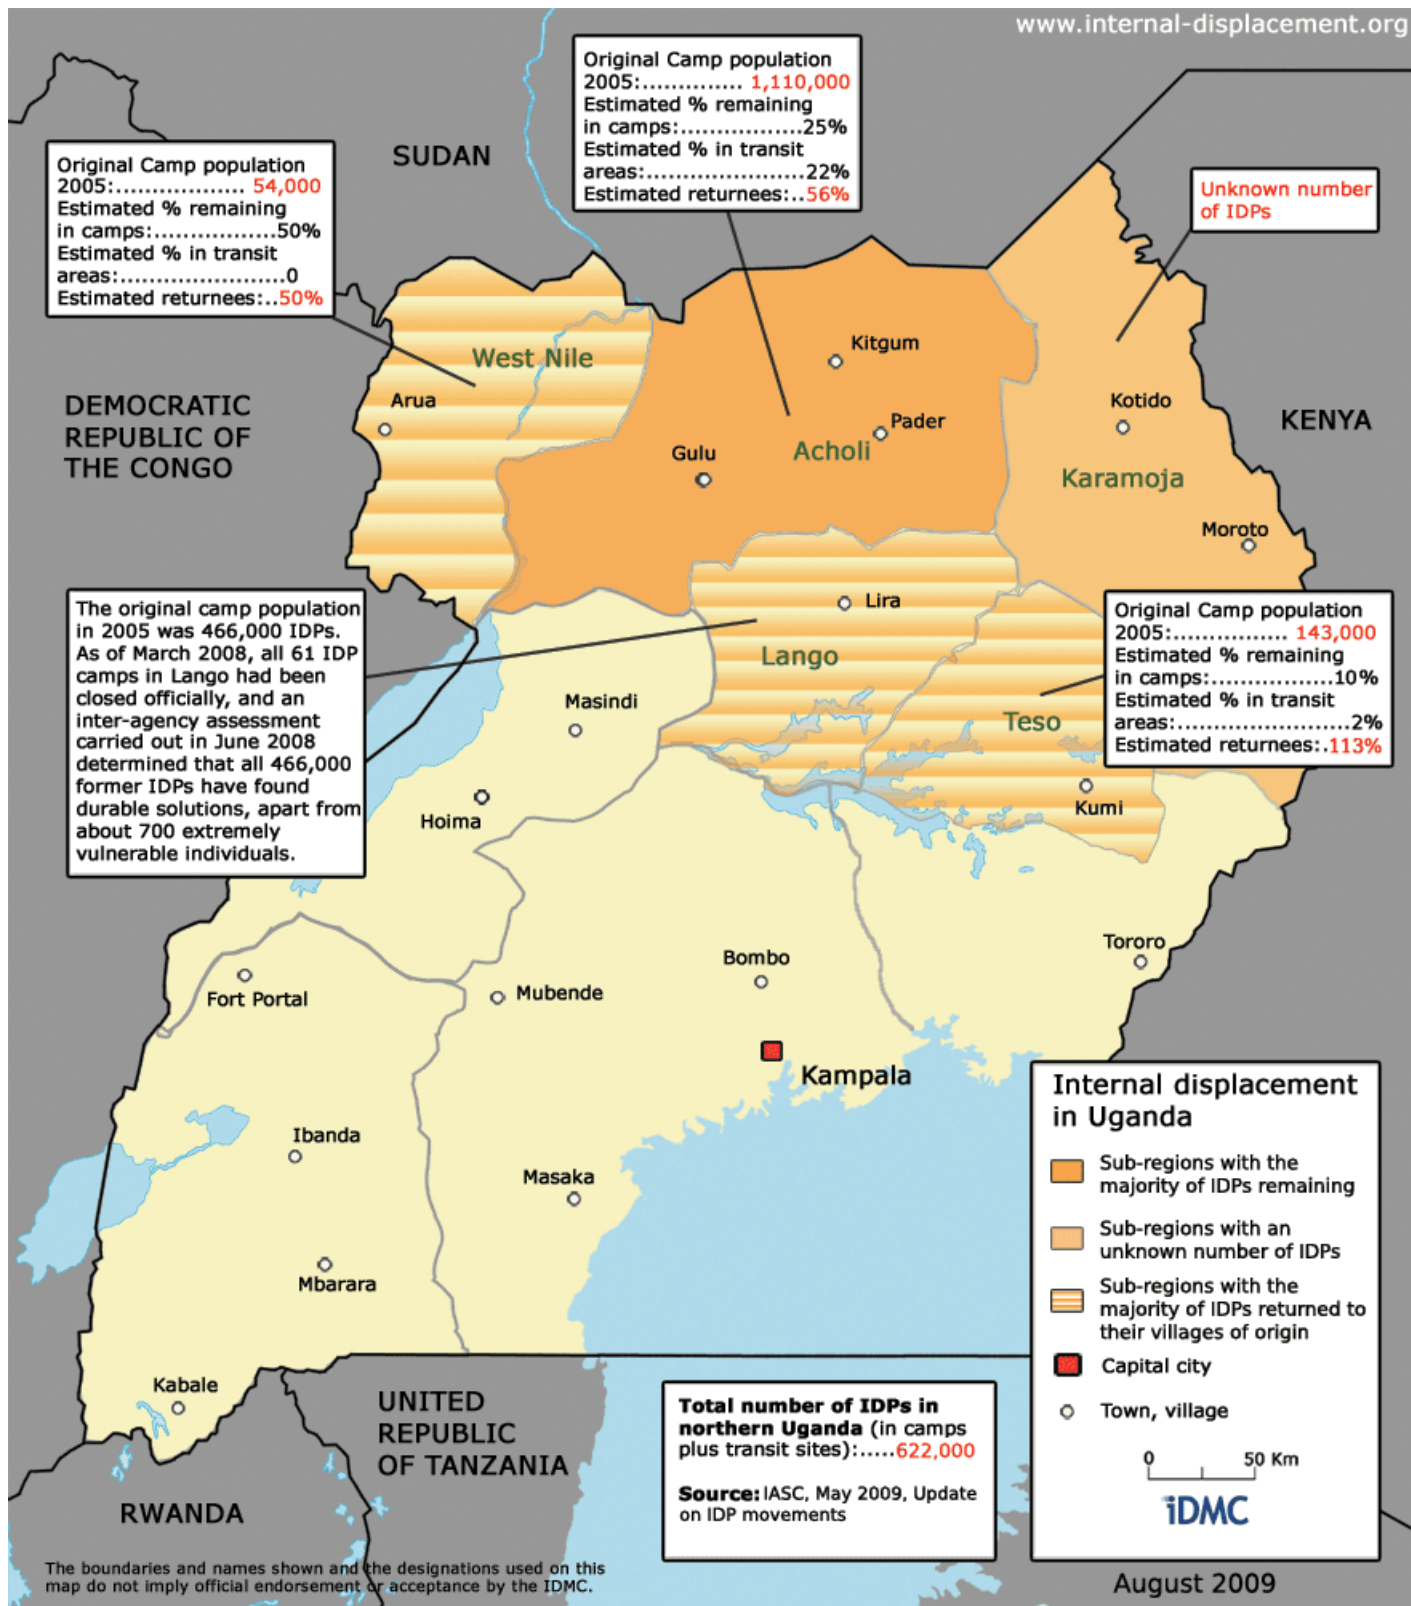 www.internal-displacement.org
Original Camp population
2005:.............. 1,110,000
Estimated % remaining
in camps:.................25%
Estimated % in transit
areas:......................22%
Estimated returnees:..56%
SUDAN
Original Camp population
2005:.................. 54,000
Estimated % remaining
in camps:.................50%
Estimated % in transit
areas:.......................0
Estimated returnees:..50%
Unknown number
of IDPs
West Nile
Kitgum
Arua
DEMOCRATIC
REPUBLIC OF
THE CONGO
Kotido
KENYA
Pader
Gulu
Acholi
Karamoja
Moroto
The original camp population
in 2005 was 466,000 IDPs.
As of March 2008, all 61 IDP
camps in Lango had been
closed officially, and an
inter-agency assessment
carried out in June 2008
determined that all 466,000
former IDPs have found
durable solutions, apart from
about 700 extremely
vulnerable individuals.
Lira
Lango
Original Camp population
2005:................ 143,000
Estimated % remaining
in camps:.................10%
Estimated % in transit
areas:........................2%
Estimated returnees:.113%
Masindi
Teso
Hoima
Kumi
Tororo
Bombo
Fort Portal
Mubende
Kampala
Ibanda
Masaka
Mbarara
Kabale
Internal displacement
in Uganda
Sub-regions with the
majority of IDPs remaining
Sub-regions with an
unknown number of IDPs
Sub-regions with the
majority of IDPs returned to
their villages of origin
Capital city
Town, village
0 50 Km
iDMC
UNITED
REPUBLIC
OF TANZANIA
RWANDA
Total number of IDPs in
northern Uganda (in camps
plus transit sites):.....622,000
Source: IASC, May 2009, Update
on IDP movements
The boundaries and names shown and the designations used on this
map do not imply official endorsement or acceptance by the IDMC.
August 2009